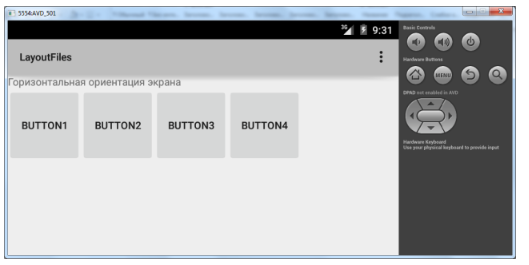 5554:AVD_501
3G 9:31
LayoutFiles
Горизонтальная ориентация экрана
BUTTON1 BUTTON2 BUTTON3 BUTTON4
Basic Controls
Hardware Buttons
MENU
DPAD not enabled in AVD
Hardware Keyboard
Use your physical keyboard to provide input